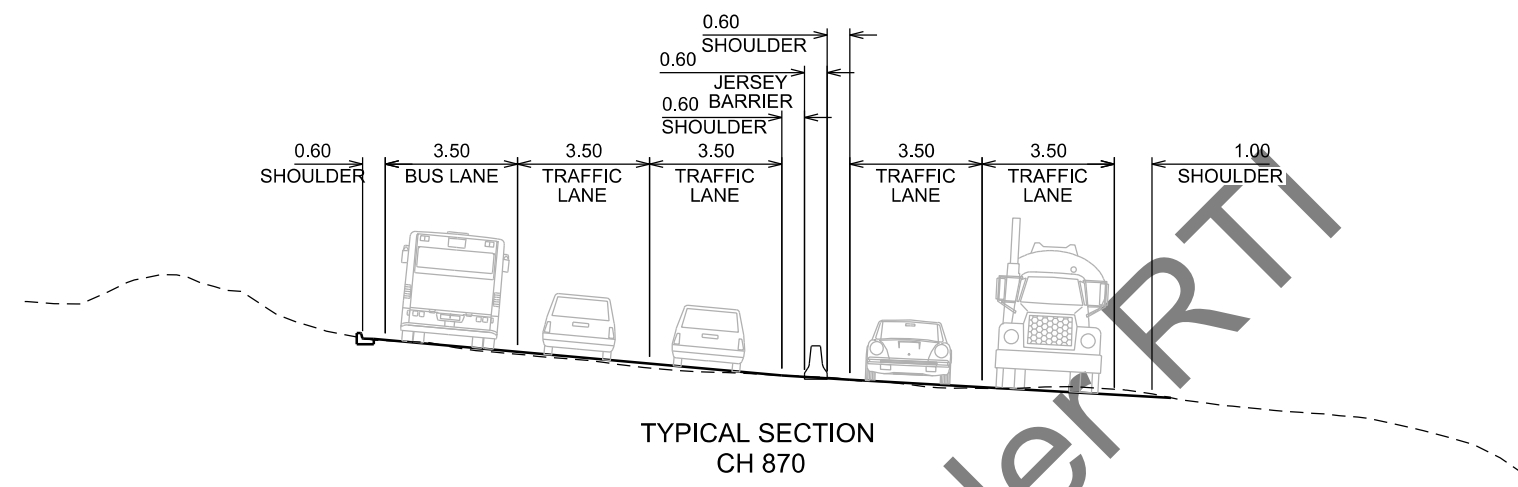 0.60
SHOULDER
0.60
JERSEY
BARRIER
0.60
SHOULDER
0.60
SHOULDER
3.50
BUS LANE
3.50
TRAFFIC
LANE
3.50
TRAFFIC
LANE
3.50
TRAFFIC
LANE
3.50
TRAFFIC
LANE
1.00
SHOULDER
TYPICAL SECTION
CH 870
der RTI